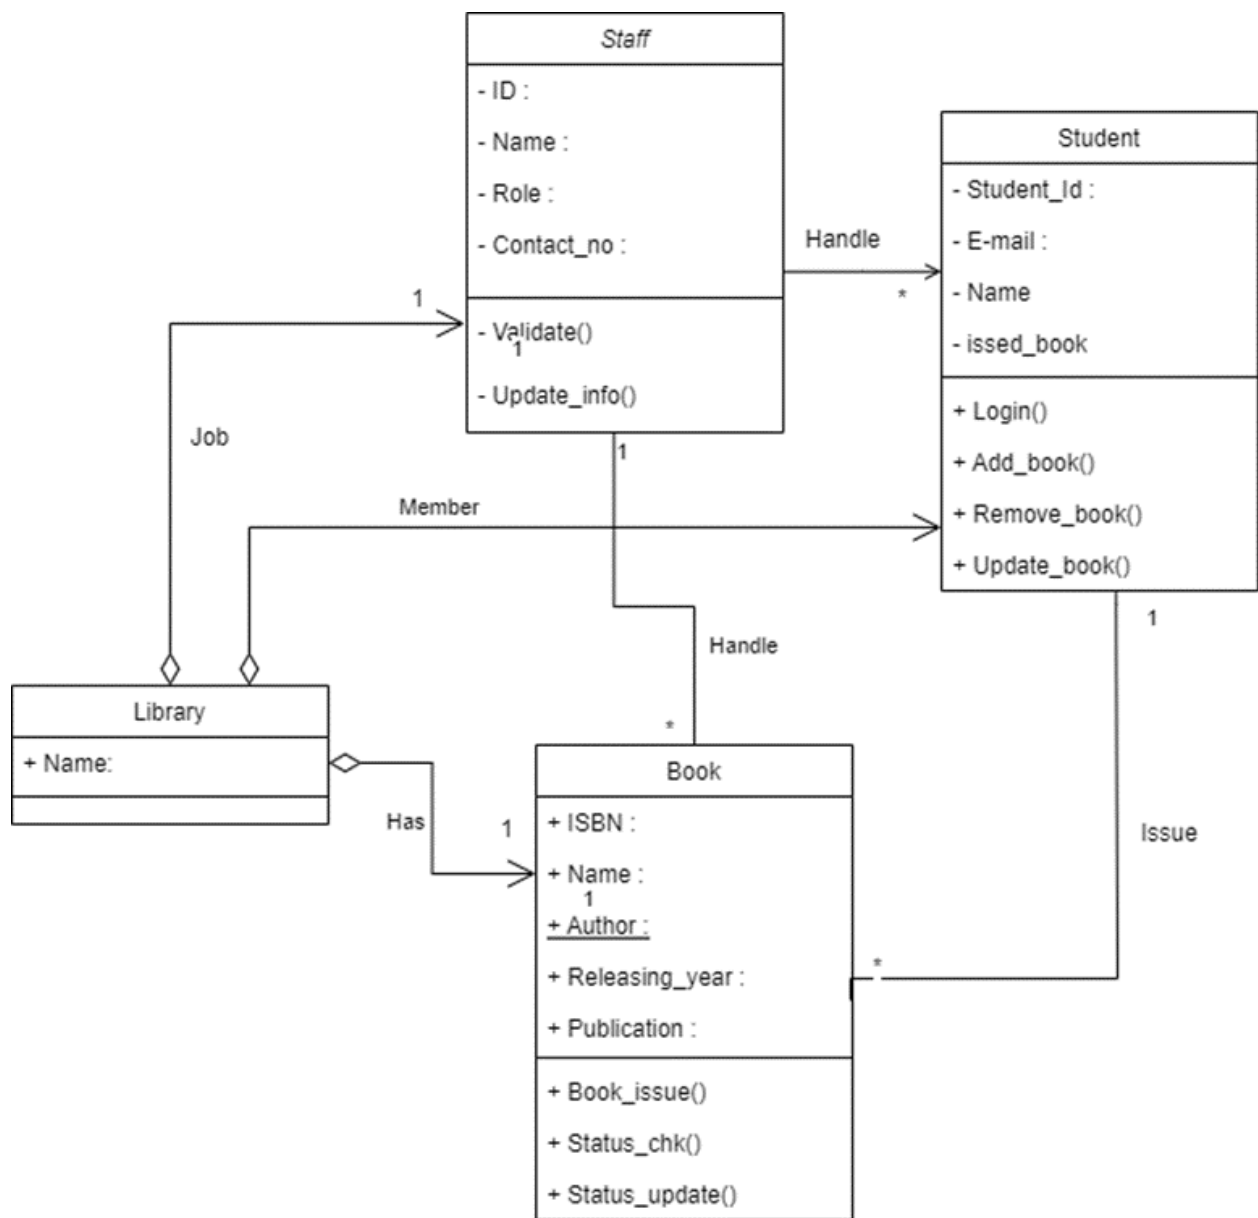 Staff
- ID :
- Name :
- Role :
- Contact_no :
- Validate()
1
- Update_info()
Student
- Student_Id :
- E-mail :
- Name
- issed_book
+ Login()
+ Add_book()
+ Remove_book()
+ Update_book()
Handle
*
1
Job
1
Member
Handle
*
1
Issue
*
Library
+ Name:
Has
1
Book
+ ISBN :
+ Name :
1
+ Author :
+ Releasing_year :
+ Publication :
+ Book_issue()
+ Status_chk()
+ Status_update()